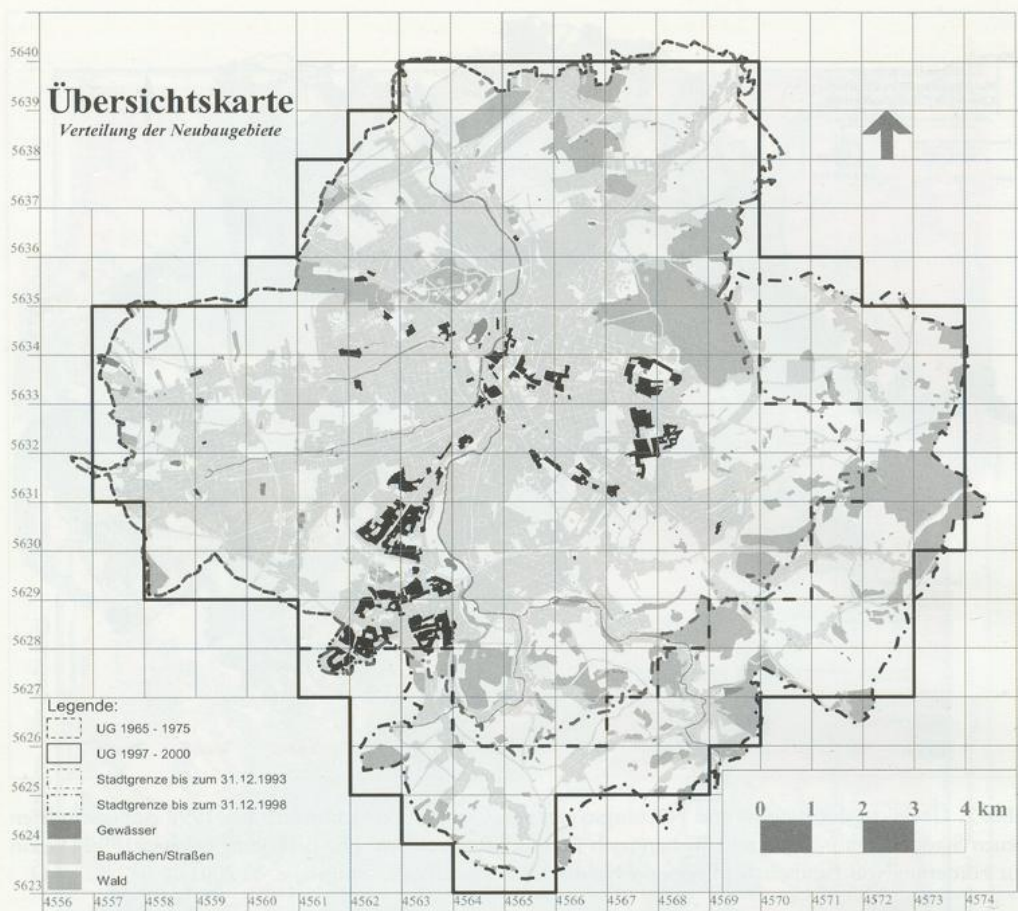 Übersichtskarte
Verteilung der Neubaugebiete
5640
5639
5638
5637
5636
5635
5634
5633
5632
5631
5630
5629
5628
5627
5626
5625
5624
5623
Legende:
UG 1965 - 1975
UG 1997 - 2000
Stadtgrenze bis zum 31.12.1993
Stadtgrenze bis zum 31.12.1998
Gewässer
Bauflächen/Straßen
Wald
0 1 2 3 4 km
4556 4557 4558 4559 4560 4561 4562 4563 4564 4565 4566 4567 4568 4569 4570 4571 4572 4573 4574